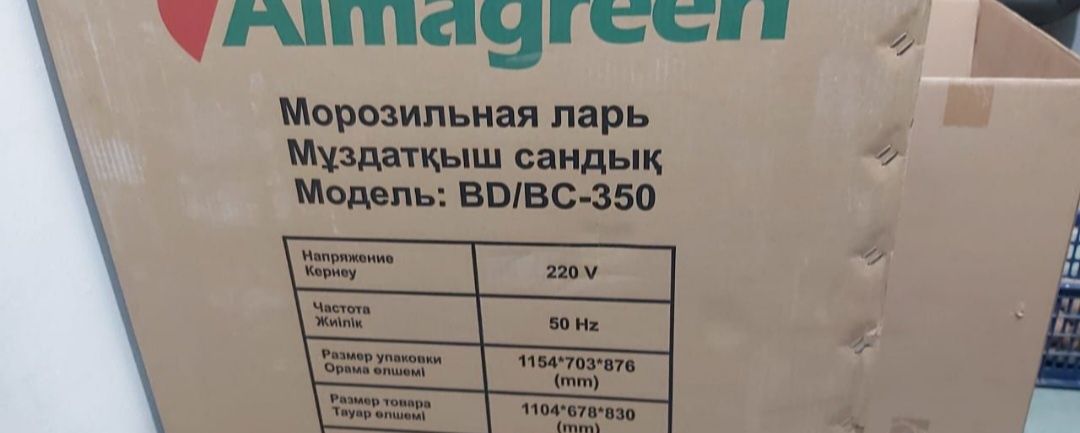 Almagreen
Морозильная ларь
Мұздатқыш сандық
Модель: BD/BC-350
Напряжение
Кернеу
220 V
Частота
Жиілік
50 Hz
Размер упаковки
Орама өлшемі
1154*703*876
(mm)
Размер товара
Тауар өлшемі
1104*678*830
(mm)